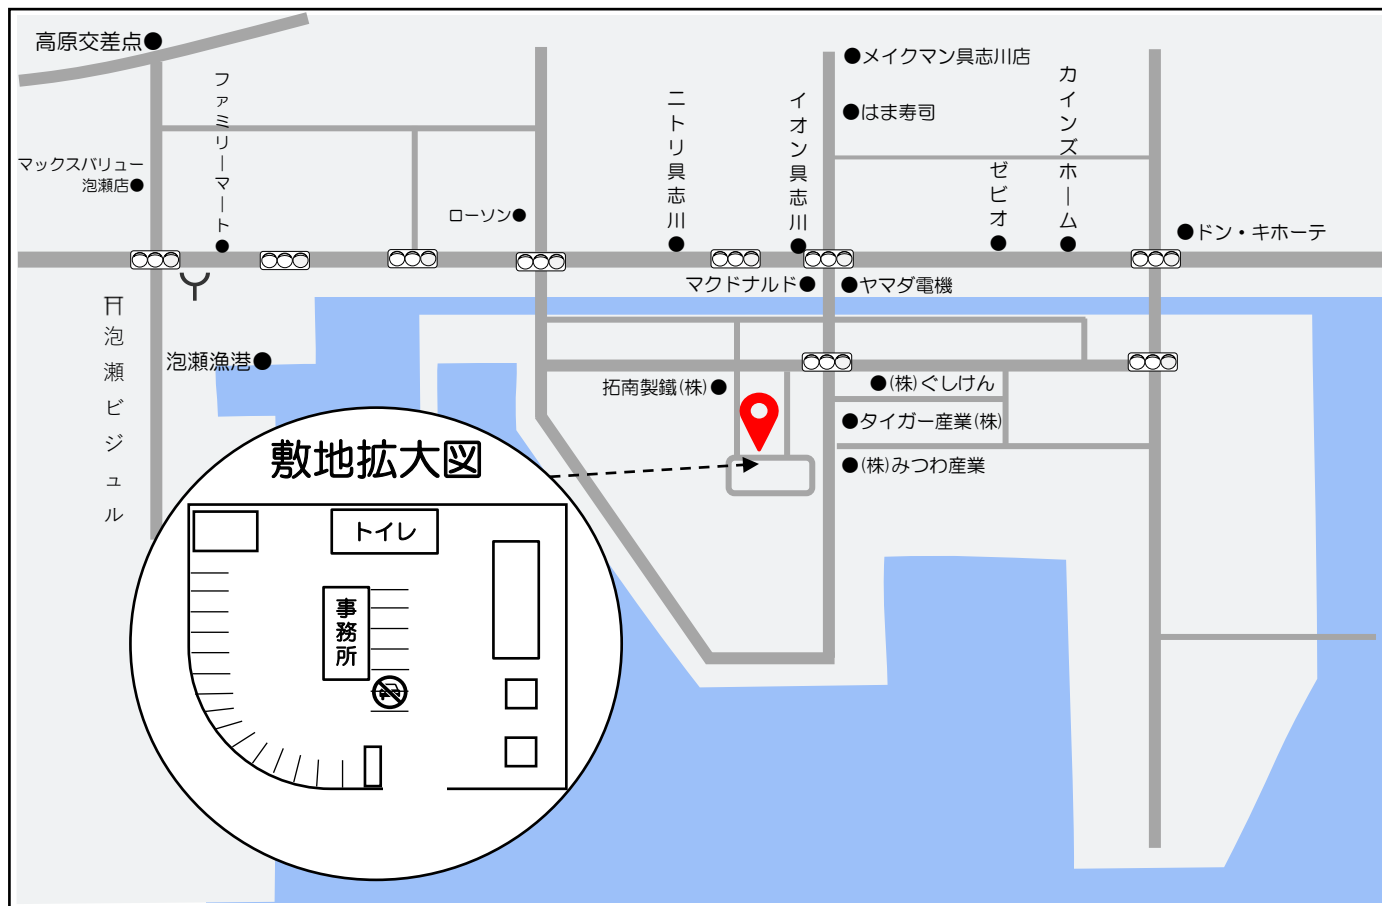 高原交差点
ファミリーマート
マックスバリュー
泡瀬店
ローソン
ニトリ具志川
イオン具志川
メイクマン具志川店
はま寿司
ゼビオ
カインズホーム
ドン・キホーテ
マクドナルド
ヤマダ電機
泡瀬ビジュル
泡瀬漁港
拓南製鐵(株)
(株)ぐしけん
タイガー産業(株)
(株)みつわ産業
敷地拡大図
トイレ
事務所